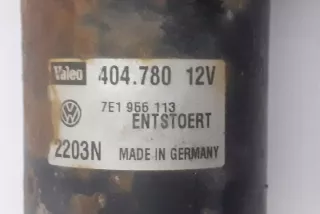 Valeo 404.780 12V
7E1 955 113
ENTSTOERT
2203N MADE IN GERMANY